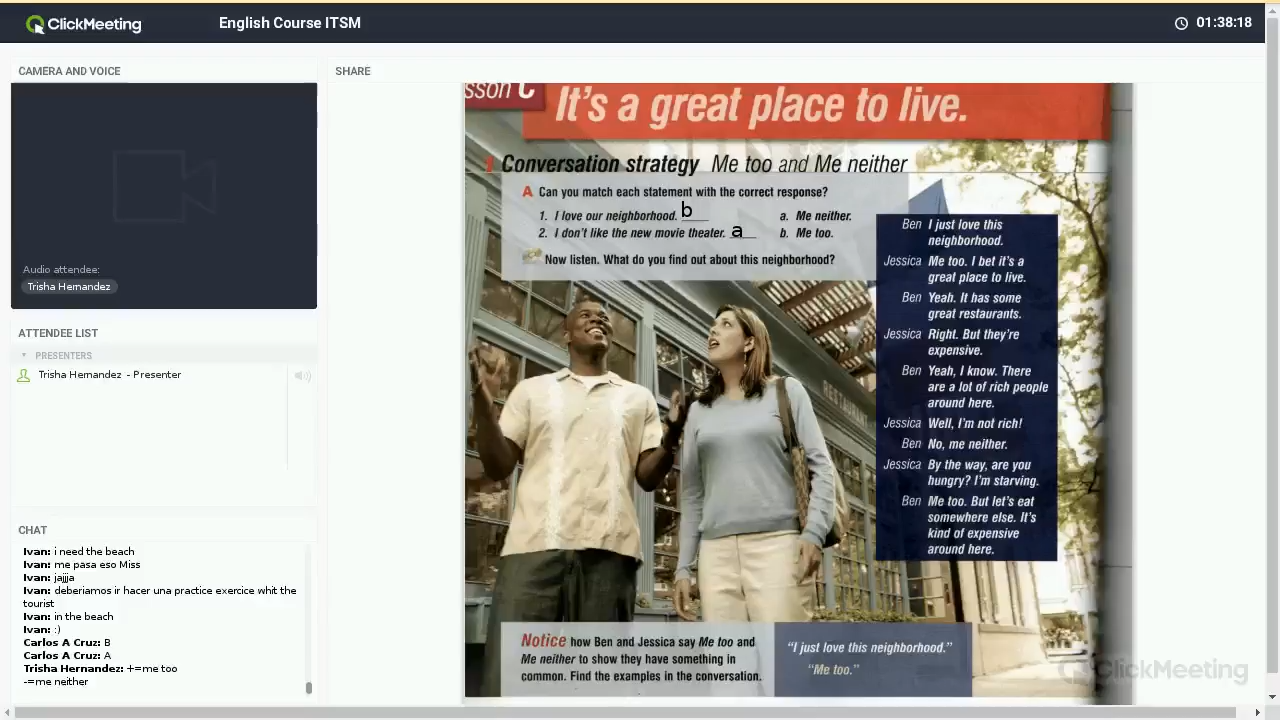 ClickMeeting
English Course ITSM
01:38:18
CAMERA AND VOICE
Audio attendee:
Trisha Hernandez
ATTENDEE LIST
PRESENTERS
Trisha Hernandez - Presenter
CHAT
Ivan: i need the beach
Ivan: me pasa eso Miss
Ivan: jajjja
Ivan: deberiamos ir hacer una practice exercice whit the
tourist
Ivan: in the beach
Ivan: :)
Carlos A Cruz: B
Carlos A Cruz: A
Trisha Hernandez: +=me too
-=me neither
SHARE
sson C
It's a great place to live.
1 Conversation strategy Me too and Me neither
A Can you match each statement with the correct response?
1. I love our neighborhood. b
2. I don't like the new movie theater. a
a. Me neither.
b. Me too.
Now listen. What do you find out about this neighborhood?
Ben I just love this
neighborhood.
Jessica Me too. I bet it's a
great place to live.
Ben Yeah. It has some
great restaurants.
Jessica Right. But they're
expensive.
Ben Yeah, I know. There
are a lot of rich people
around here.
Jessica Well, I'm not rich!
Ben No, me neither.
Jessica By the way, are you
hungry? I'm starving.
Ben Me too. But let's eat
somewhere else. It's
kind of expensive
around here.
Notice how Ben and Jessica say Me too and
Me neither to show they have something in
common. Find the examples in the conversation.
"I just love this neighborhood."
"Me too."
ClickMeeting